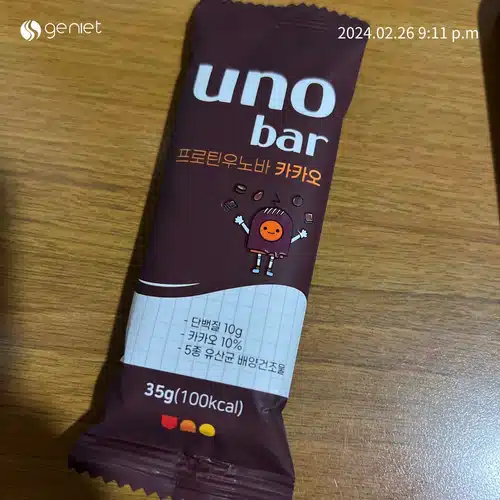 geniet
2024.02.26 9:11 p.m
uno
bar
프로틴우노바 카카오
- 단백질 10g
- 카카오 10%
- 5종 유산균 배양건조물
35g(100kcal)